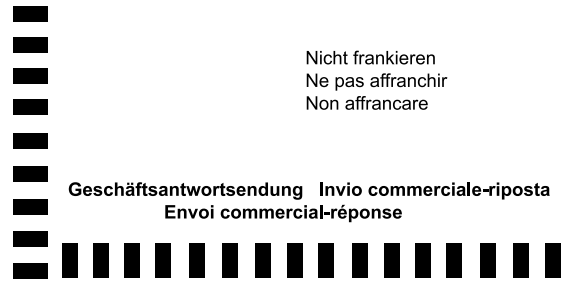 Nicht frankieren
Ne pas affranchir
Non affrancare
Geschäftsantwortsendung Invio commerciale-riposta
Envoi commercial-réponse